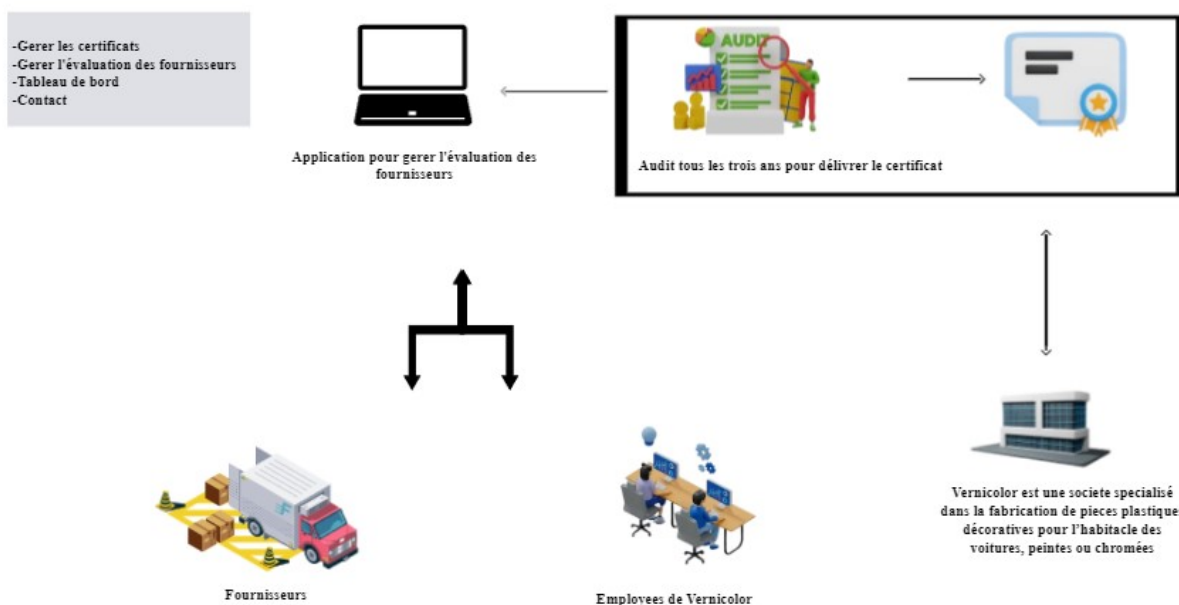 -Gerer les certificats
-Gerer l'évaluation des fournisseurs
-Tableau de bord
-Contact
AUDIT
Application pour gerer l'évaluation des
fournisseurs
Audit tous les trois ans pour délivrer le certificat
Vernicolor est une societe specialisé
dans la fabrication de pieces plastique
décoratives pour l’habitacle des
voitures, peintes ou chromées
Fournisseurs
Employees de Vernicolor